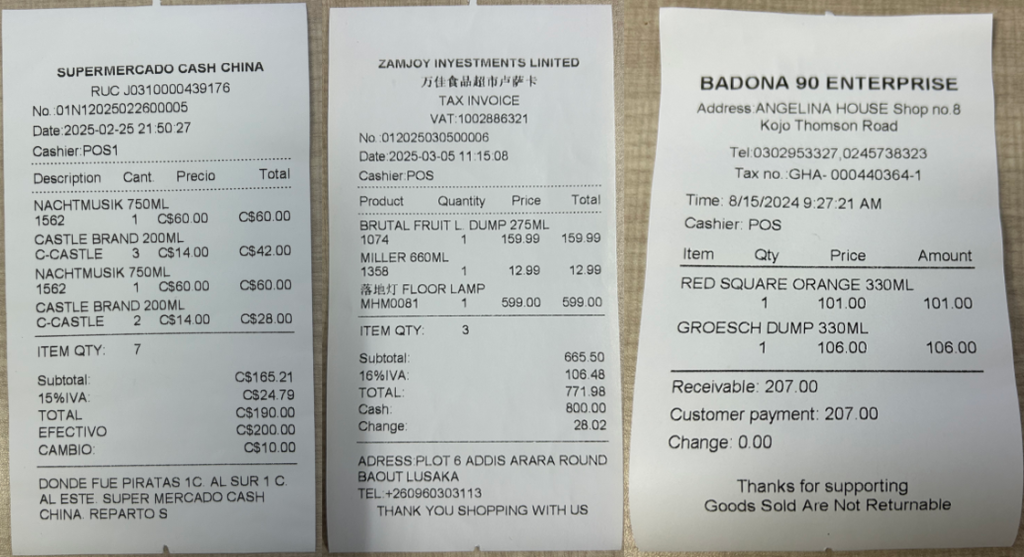 SUPERMERCADO CASH CHINA
RUC J0310000439176
No.:01N12025022600005
Date:2025-02-25 21:50:27
Cashier:POS1
Description Cant. Precio Total
NACHTMUSIK 750ML
1562 1 C$60.00 C$60.00
CASTLE BRAND 200ML
C-CASTLE 3 C$14.00 C$42.00
NACHTMUSIK 750ML
1562 1 C$60.00 C$60.00
CASTLE BRAND 200ML
C-CASTLE 2 C$14.00 C$28.00
ITEM QTY: 7
Subtotal: C$165.21
15%IVA: C$24.79
TOTAL C$190.00
EFECTIVO C$200.00
CAMBIO: C$10.00
DONDE FUE PIRATAS 1C. AL SUR 1 C.
AL ESTE. SUPER MERCADO CASH
CHINA. REPARTO S
ZAMJOY INYESTMENTS LINITED
万佳食品超市卢萨卡
TAX INVOICE
VAT:1002886321
No.:012025030500006
Date:2025-03-05 11:15:08
Cashier:POS
Product Quantity Price Total
BRUTAL FRUIT L. DUMP 275ML
1074 1 159.99 159.99
MILLER 660ML
1358 1 12.99 12.99
落地灯 FLOOR LAMP
MHM0081 1 599.00 599.00
ITEM QTY: 3
Subtotal: 665.50
16%IVA: 106.48
TOTAL: 771.98
Cash: 800.00
Change: 28.02
ADRESS:PLOT 6 ADDIS ARARA ROUND
BAOUT LUSAKA
TEL:+260960303113
THANK YOU SHOPPING WITH US
BADONA 90 ENTERPRISE
Address:ANGELINA HOUSE Shop no.8
Kojo Thomson Road
Tel:0302953327,0245738323
Tax no.:GHA- 000440364-1
Time: 8/15/2024 9:27:21 AM
Cashier: POS
Item Qty Price Amount
RED SQUARE ORANGE 330ML
1 101.00 101.00
GROESCH DUMP 330ML
1 106.00 106.00
Receivable: 207.00
Customer payment: 207.00
Change: 0.00
Thanks for supporting
Goods Sold Are Not Returnable